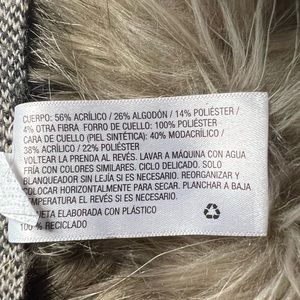 CUERPO: 56% ACRÍLICO / 26% ALGODÓN / 14% POLIÉSTER /
4% OTRA FIBRA FORRO DE CUELLO: 100% POLIÉSTER
CARA DE CUELLO (PIEL SINTÉTICA): 40% MODACRÍLICO /
38% ACRÍLICO / 22% POLIÉSTER
VOLTEAR LA PRENDA AL REVÉS. LAVAR A MÁQUINA CON AGUA
FRÍA CON COLORES SIMILARES. CICLO DELICADO. SOLO
BLANQUEADOR SIN LEJÍA SI ES NECESARIO. REORGANIZAR Y
COLOCAR HORIZONTALMENTE PARA SECAR. PLANCHAR A BAJA
TEMPERATURA EN EL REVÉS SI ES NECESARIO.
ELABORADA CON PLÁSTICO
100 % RECICLADO